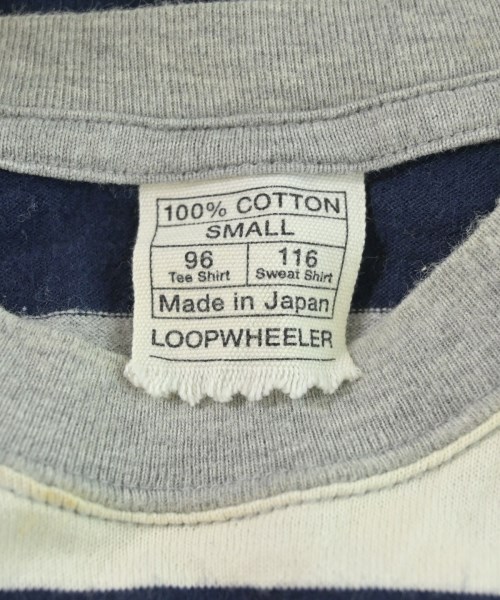 100% COTTON
SMALL
96 116
Tee Shirt Sweat Shirt
Made in Japan
LOOPWHEELER